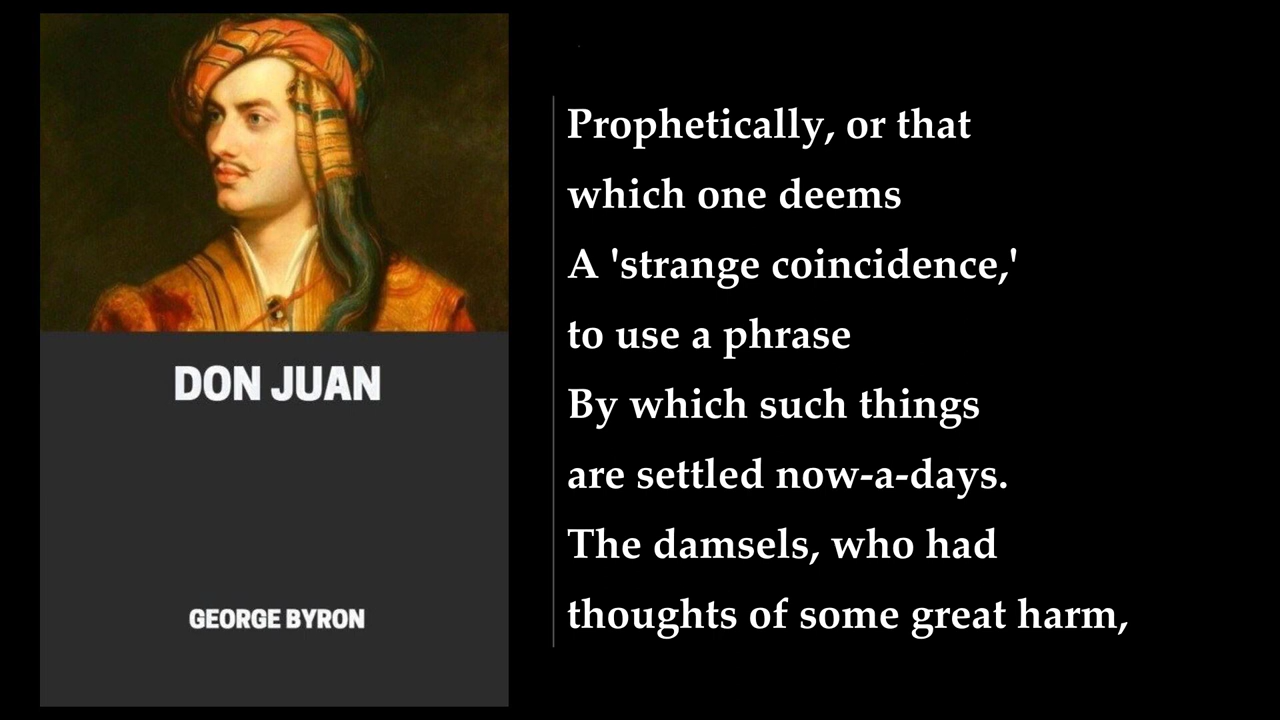 DON JUAN
GEORGE BYRON
Prophetically, or that
which one deems
A 'strange coincidence,'
to use a phrase
By which such things
are settled now-a-days.
The damsels, who had
thoughts of some great harm,